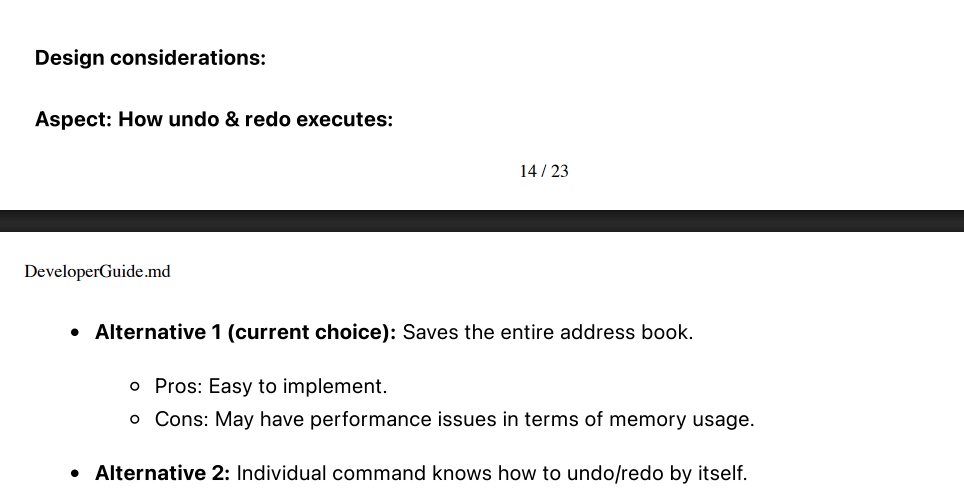 Design considerations:
Aspect: How undo & redo executes:
14 / 23
DeveloperGuide.md
• Alternative 1 (current choice): Saves the entire address book.
◦ Pros: Easy to implement.
◦ Cons: May have performance issues in terms of memory usage.
• Alternative 2: Individual command knows how to undo/redo by itself.